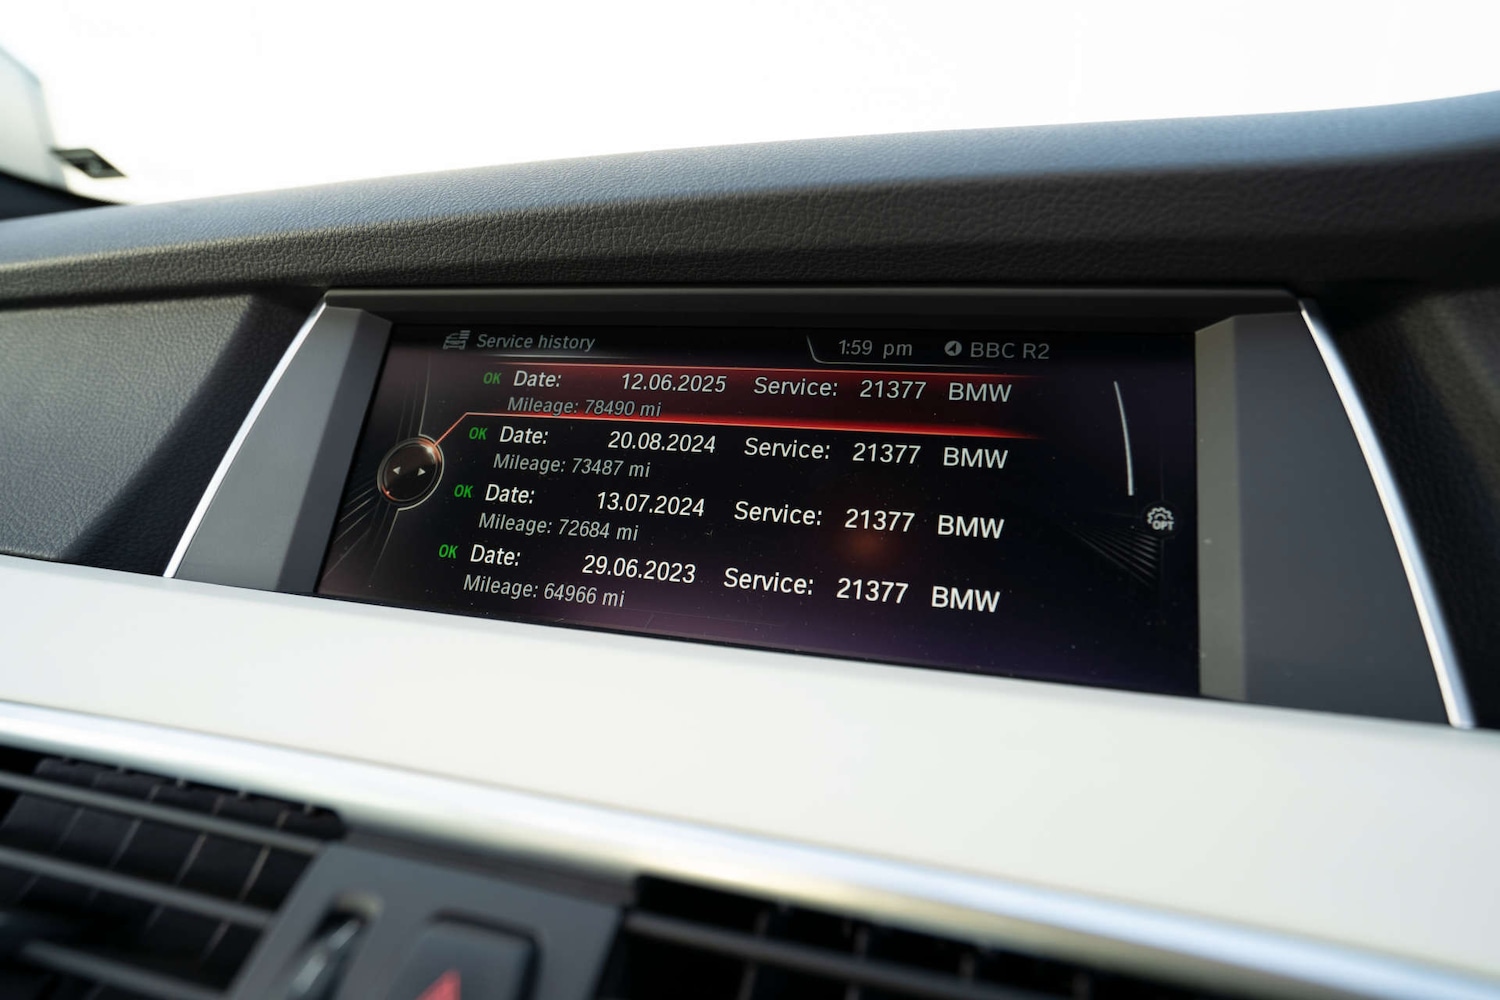 Service history 1:59 pm BBC R2
OK Date: 12.06.2025 Service: 21377 BMW
Mileage: 78490 mi
OK Date: 20.08.2024 Service: 21377 BMW
Mileage: 73487 mi
OK Date: 13.07.2024 Service: 21377 BMW
Mileage: 72684 mi
OPT
OK Date: 29.06.2023 Service: 21377 BMW
Mileage: 64966 mi